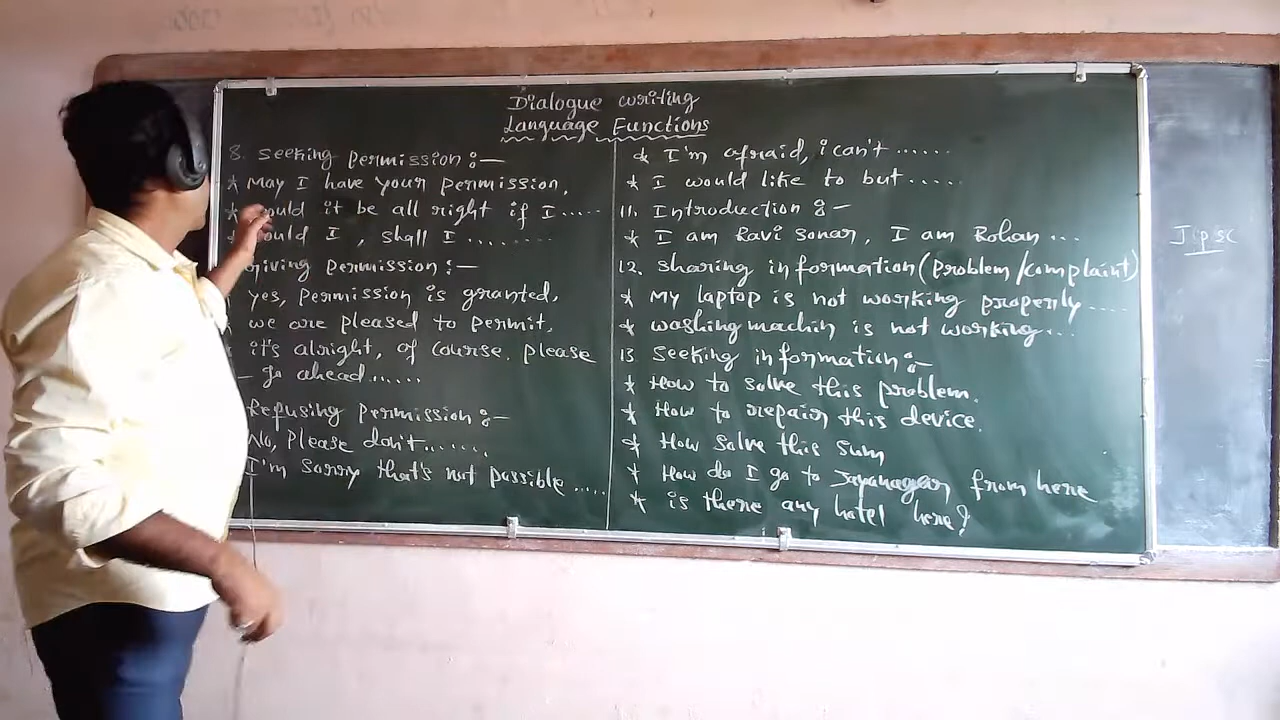 Dialogue writing
Language Functions
8. Seeking permission :-
* May I have your permission.
* would it be all right if I.....
* could I, shall I ........
Giving permission :-
yes, permission is granted.
* we are pleased to permit.
it's alright, of course. please
- go ahead......
Refusing permission :-
No, please don't......
I'm sorry that's not possible .....
* I'm afraid, i can't ......
* I would like to but.....
11. Introduction :-
* I am Ravi Sonar, I am Rohan ...
12. sharing information (problem/complaint)
* My laptop is not working properly....
* washing machin is not working...
13 Seeking information :-
* How to solve this problem.
* How to repair this device.
* How solve this sum
* How do I go to Jayanagar from here
* is there any hotel here?